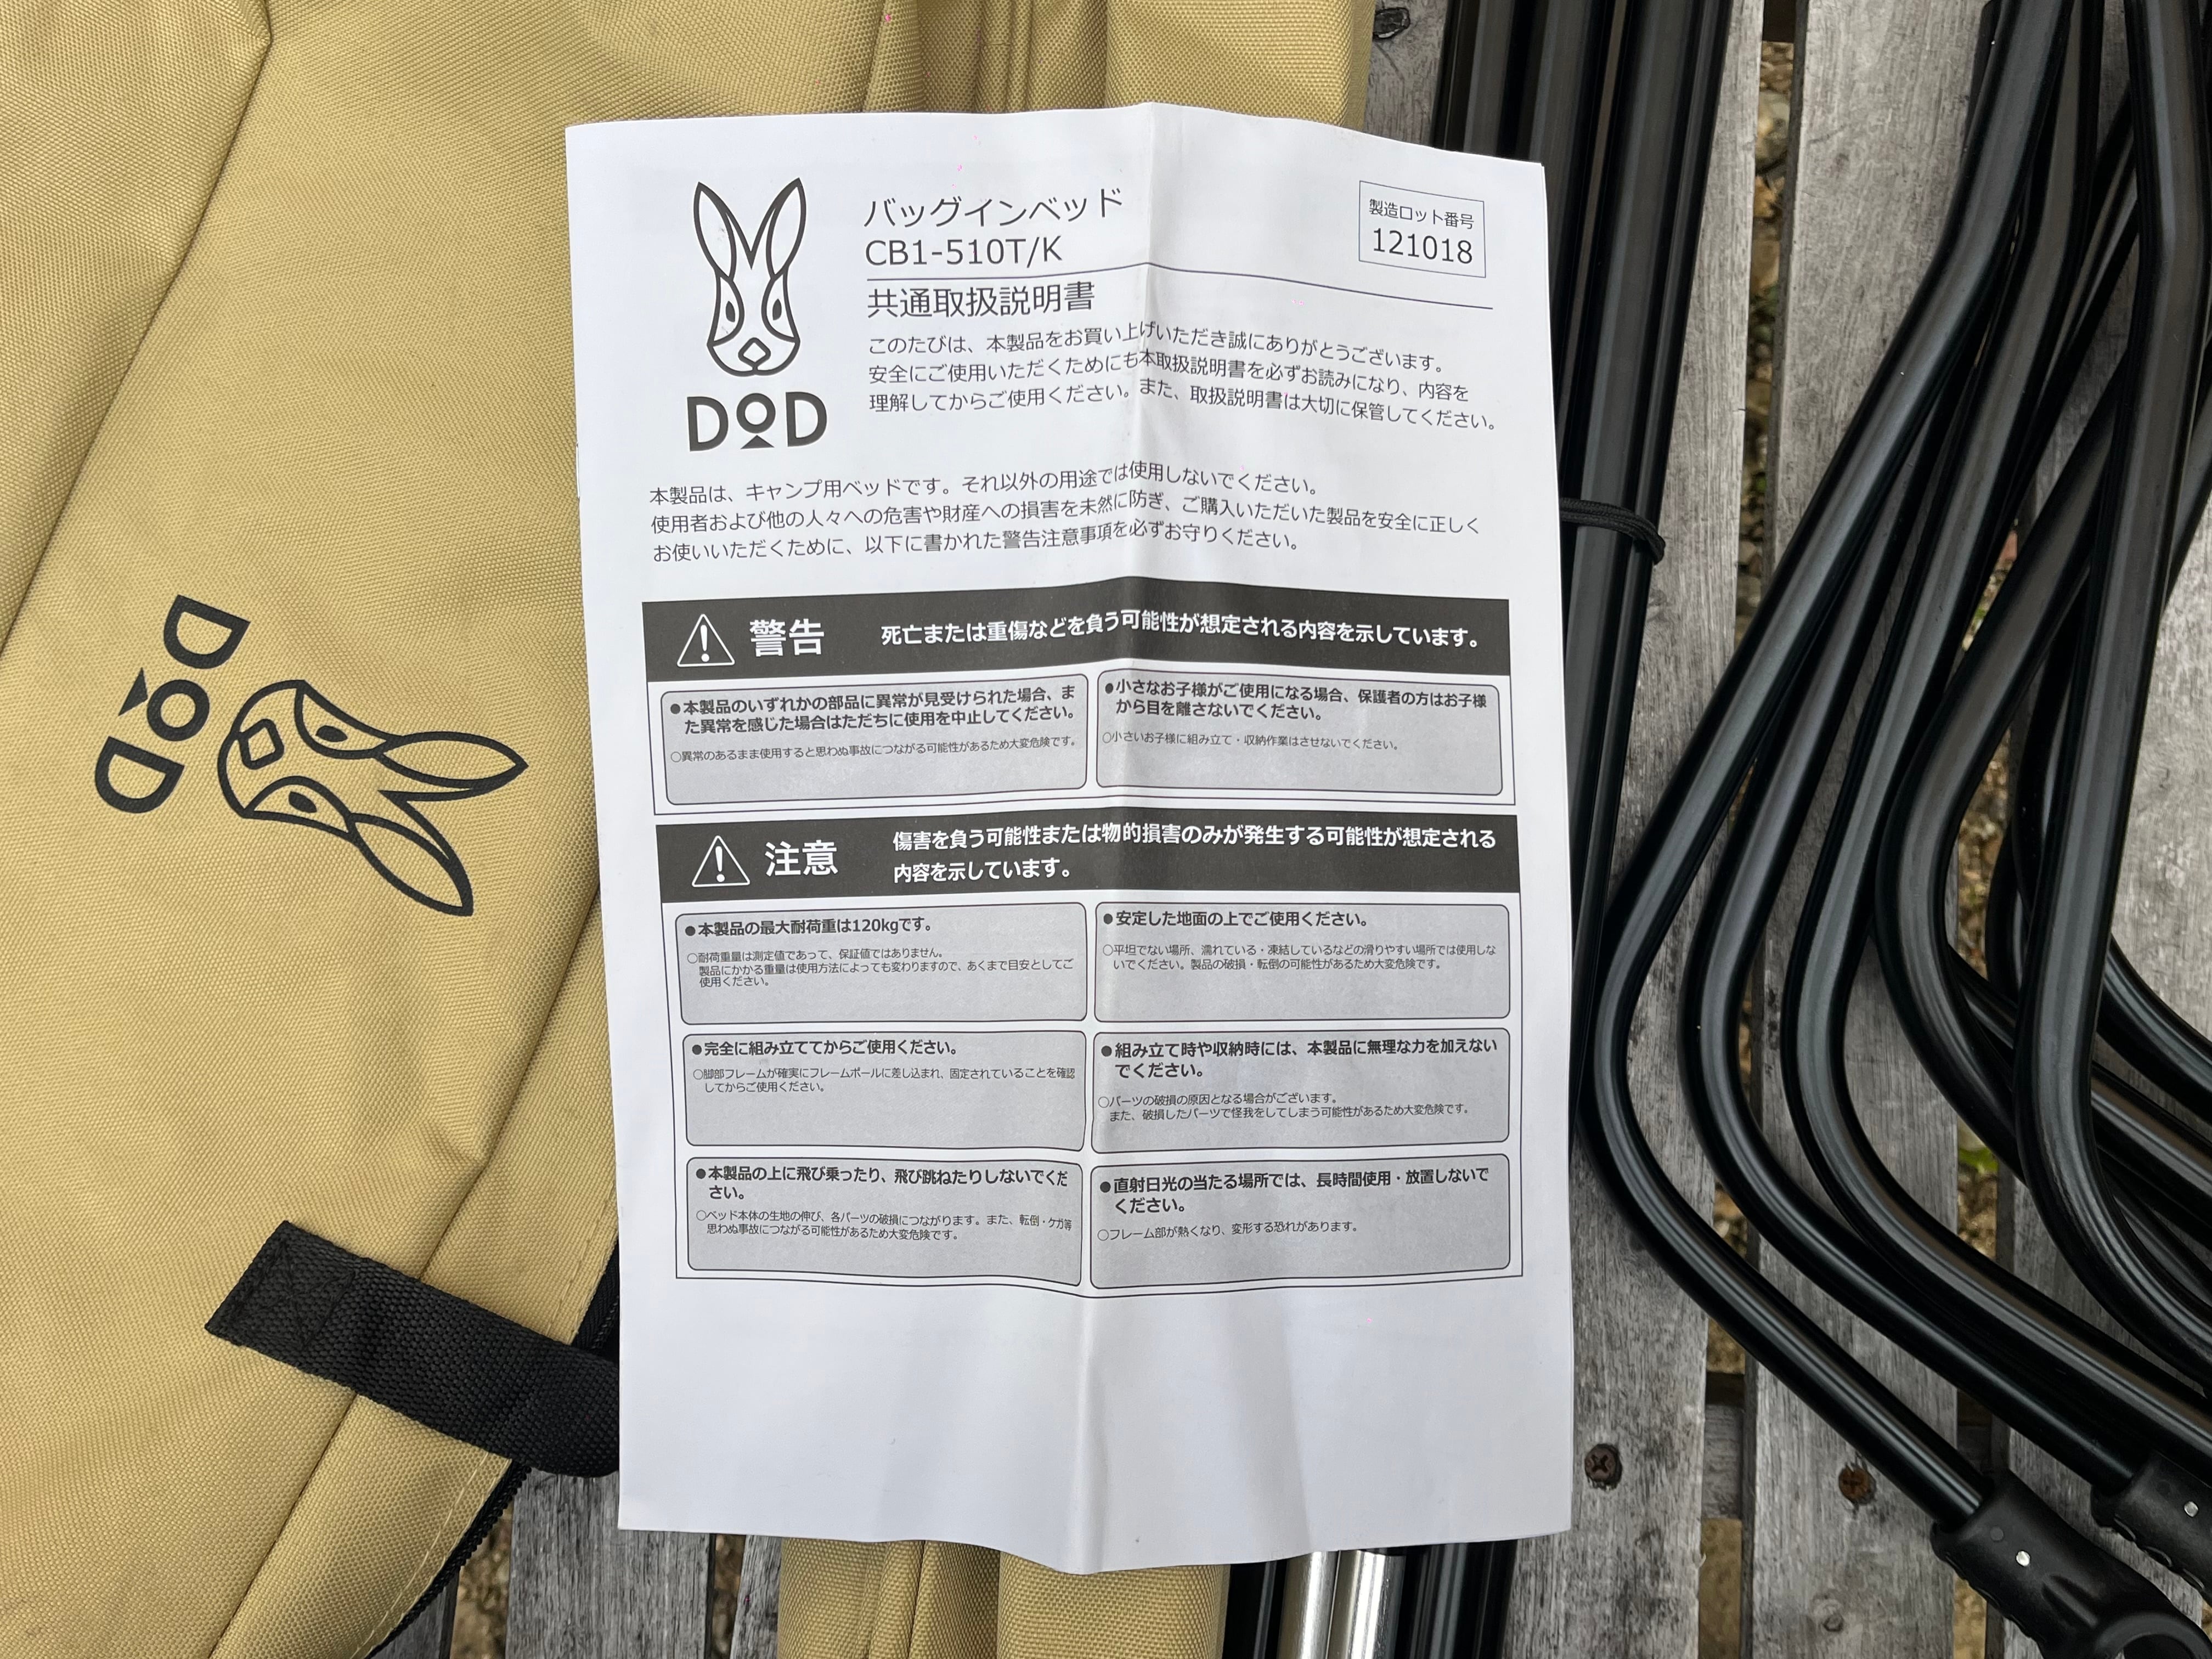 バッグインベッド
CB1-510T/K
製造ロット番号
121018
共通取扱説明書
このたびは、本製品をお買い上げいただき誠にありがとうございます。
安全にご使用いただくためにも本取扱説明書を必ずお読みになり、内容を
理解してからご使用ください。また、取扱説明書は大切に保管してください。
DOD
本製品は、キャンプ用ベッドです。それ以外の用途では使用しないでください。
使用者および他の人々への危害や財産への損害を未然に防ぎ、ご購入いただいた製品を安全に正しく
お使いいただくために、以下に書かれた警告注意事項を必ずお守りください。
警告
死亡または重傷などを負う可能性が想定される内容を示しています。
●本製品のいずれかの部品に異常が見受けられた場合、ま
た異常を感じた場合はただちに使用を中止してください。
○異常のあるまま使用すると思わぬ事故につながる可能性があるため大変危険です。
●小さなお子様がご使用になる場合、保護者の方はお子様
から目を離さないでください。
○小さいお子様に組み立て・収納作業はさせないでください。
注意
傷害を負う可能性または物的損害のみが発生する可能性が想定される
内容を示しています。
●本製品の最大耐荷重は120kgです。
○耐荷重量は測定値であって、保証値ではありません。
製品にかかる重量は使用方法によっても変わりますので、あくまで目安としてご
使用ください。
●安定した地面の上でご使用ください。
○平坦でない場所、濡れている・凍結しているなどの滑りやすい場所では使用しな
いでください。製品の破損・転倒の可能性があるため大変危険です。
●完全に組み立ててからご使用ください。
○脚部フレームが確実にフレームポールに差し込まれ、固定されていることを確認
してからご使用ください。
●組み立て時や収納時には、本製品に無理な力を加えない
でください。
○パーツの破損の原因となる場合がございます。
また、破損したパーツで怪我をしてしまう可能性があるため大変危険です。
●本製品の上に飛び乗ったり、飛び跳ねたりしないでくだ
さい。
○ベッド本体の生地の伸び、各パーツの破損につながります。また、転倒・ケガ等
思わぬ事故につながる可能性があるため大変危険です。
●直射日光の当たる場所では、長時間使用・放置しないで
ください。
○フレーム部が熱くなり、変形する恐れがあります。
DOD